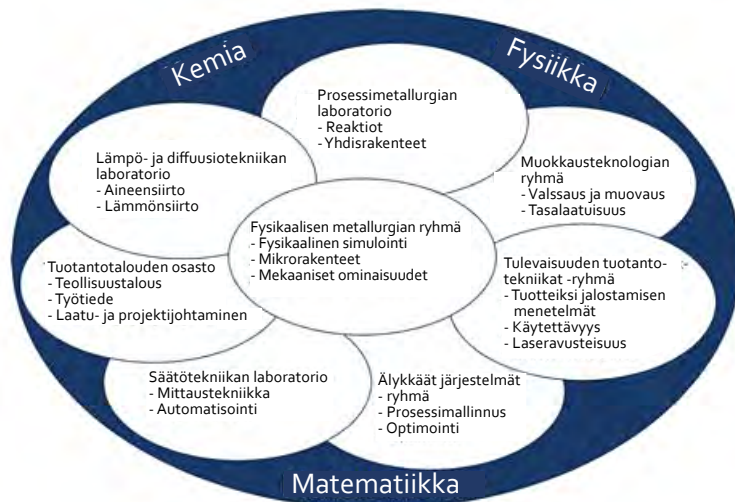 Kemia
Fysiikka
Prosessimetallurgian
laboratorio
- Reaktiot
- Yhdisrakenteet
Lämpö- ja diffuusiotekniikan
laboratorio
- Aineensiirto
- Lämmönsiirto
Muokkausteknologian
ryhmä
- Valssaus ja muovaus
- Tasalaatuisuus
Fysikaalisen metallurgian ryhmä
- Fysikaalinen simulointi
- Mikrorakenteet
- Mekaaniset ominaisuudet
Tuotantotalouden osasto
- Teollisuustalous
- Työtiede
- Laatu- ja projektijohtaminen
Tulevaisuuden tuotanto-
tekniikat -ryhmä
- Tuotteiksi jalostamisen
menetelmät
- Käytettävyys
- Laseravusteisuus
Säätötekniikan laboratorio
- Mittaustekniikka
- Automatisointi
Älykkäät järjestelmät
- ryhmä
- Prosessimallinnus
- Optimointi
Matematiikka